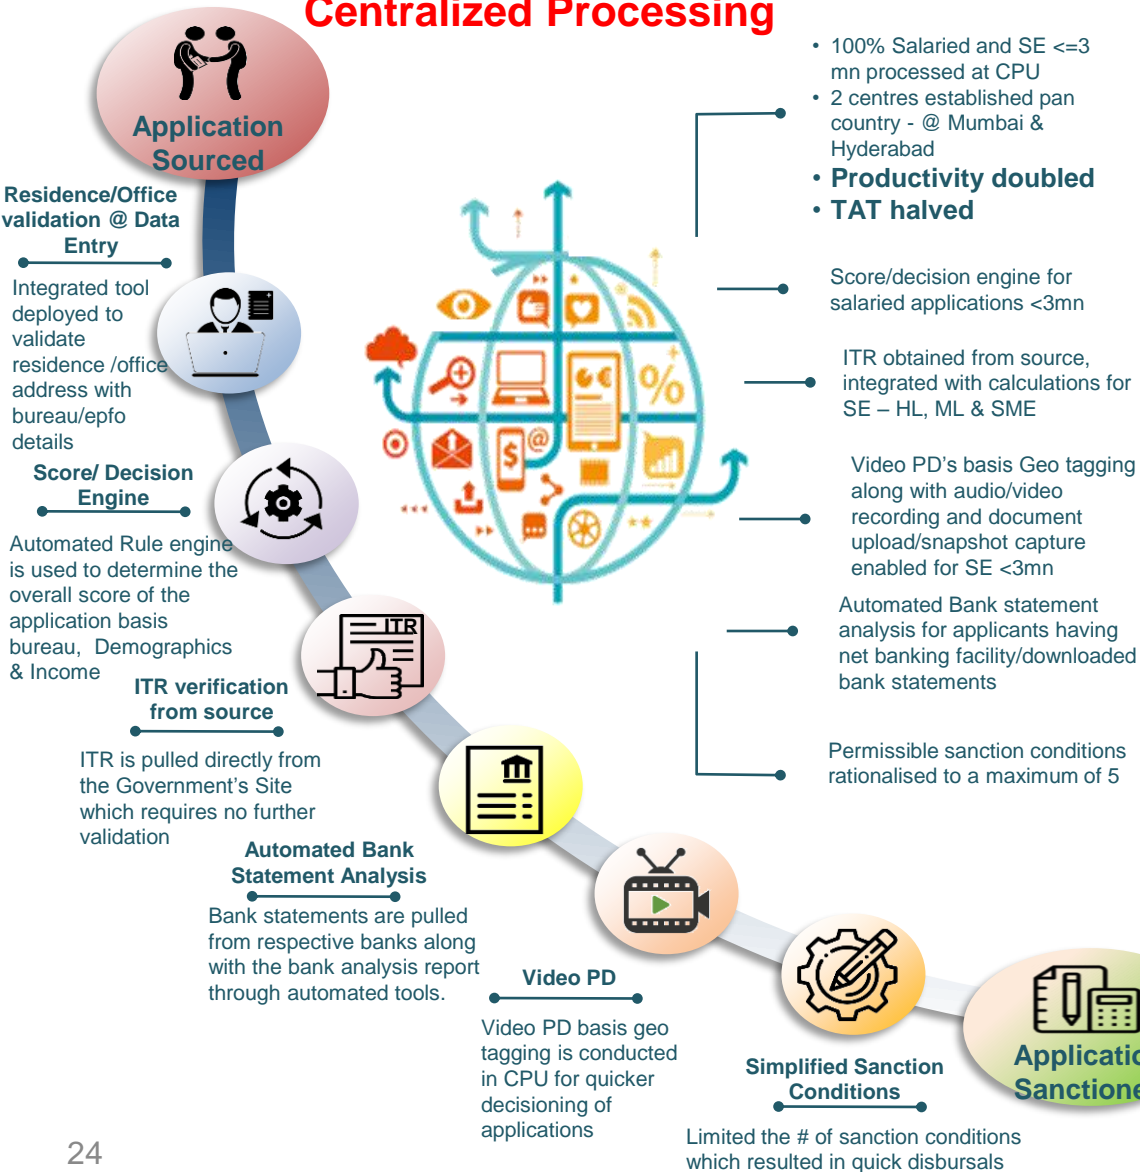 Centralized Processing
Application
Sourced
Residence/Office
validation @ Data
Entry
Integrated tool
deployed to
validate
residence /office
address with
bureau/epfo
details
Score/ Decision
Engine
Automated Rule engine
is used to determine the
overall score of the
application basis
bureau, Demographics
& Income
ITR
ITR verification
from source
ITR is pulled directly from
the Government's Site
which requires no further
validation
Automated Bank
Statement Analysis
Bank statements are pulled
from respective banks along
with the bank analysis report
through automated tools.
Video PD
Video PD basis geo
tagging is conducted
in CPU for quicker
decisioning of
applications
Simplified Sanction
Conditions
Limited the # of sanction conditions
which resulted in quick disbursals
Applicatio
Sanctione
• 100% Salaried and SE <=3
mn processed at CPU
• 2 centres established pan
country - @ Mumbai &
Hyderabad
• Productivity doubled
• TAT halved
Score/decision engine for
salaried applications <3mn
ITR obtained from source,
integrated with calculations for
SE – HL, ML & SME
Video PD's basis Geo tagging
along with audio/video
recording and document
upload/snapshot capture
enabled for SE <3mn
Automated Bank statement
analysis for applicants having
net banking facility/downloaded
bank statements
Permissible sanction conditions
rationalised to a maximum of 5
24